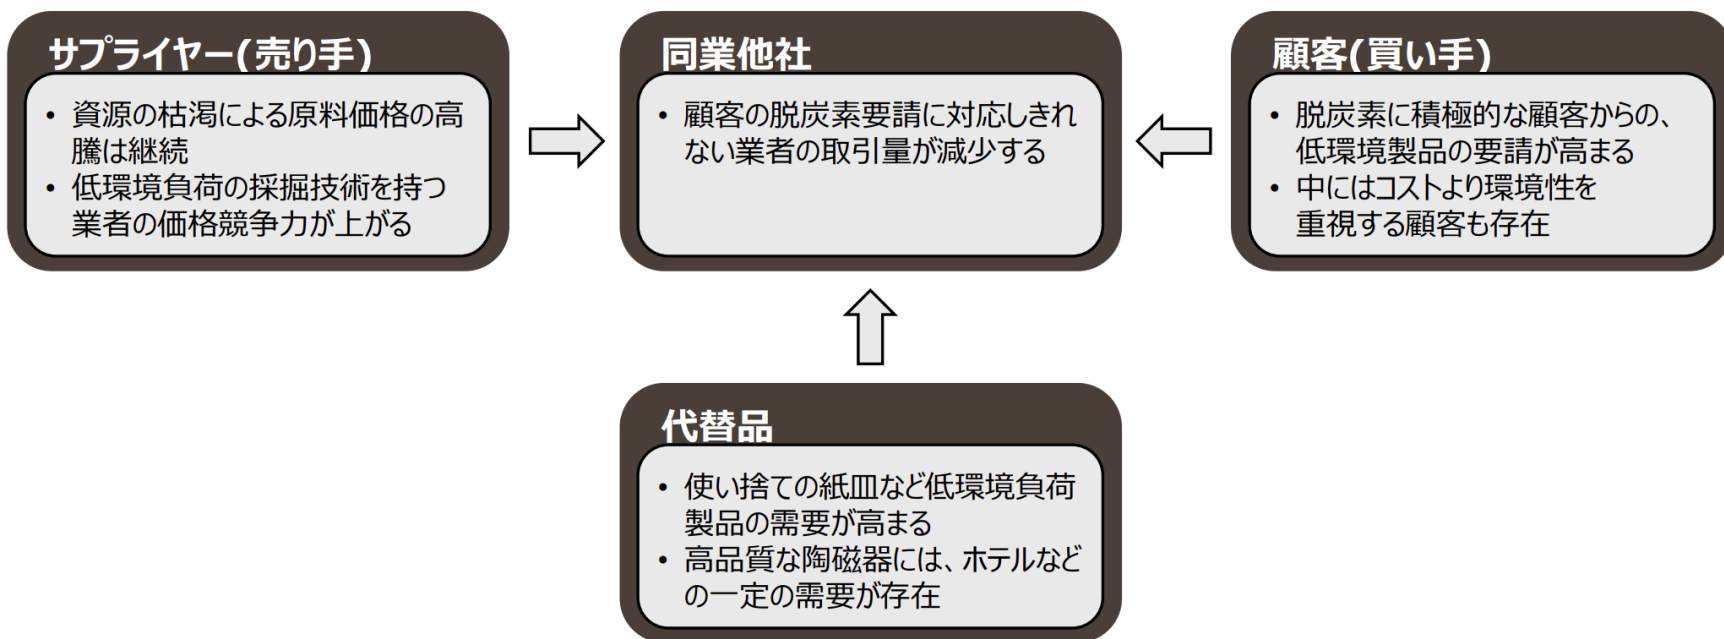 サプライヤー(売り手)
• 資源の枯渇による原料価格の高
騰は継続
• 低環境負荷の採掘技術を持つ
業者の価格競争力が上がる
同業他社
• 顧客の脱炭素要請に対応しきれ
ない業者の取引量が減少する
顧客(買い手)
• 脱炭素に積極的な顧客からの、
低環境製品の要請が高まる
• 中にはコストより環境性を
重視する顧客も存在
代替品
• 使い捨ての紙皿など低環境負荷
製品の需要が高まる
• 高品質な陶磁器には、ホテルなど
の一定の需要が存在